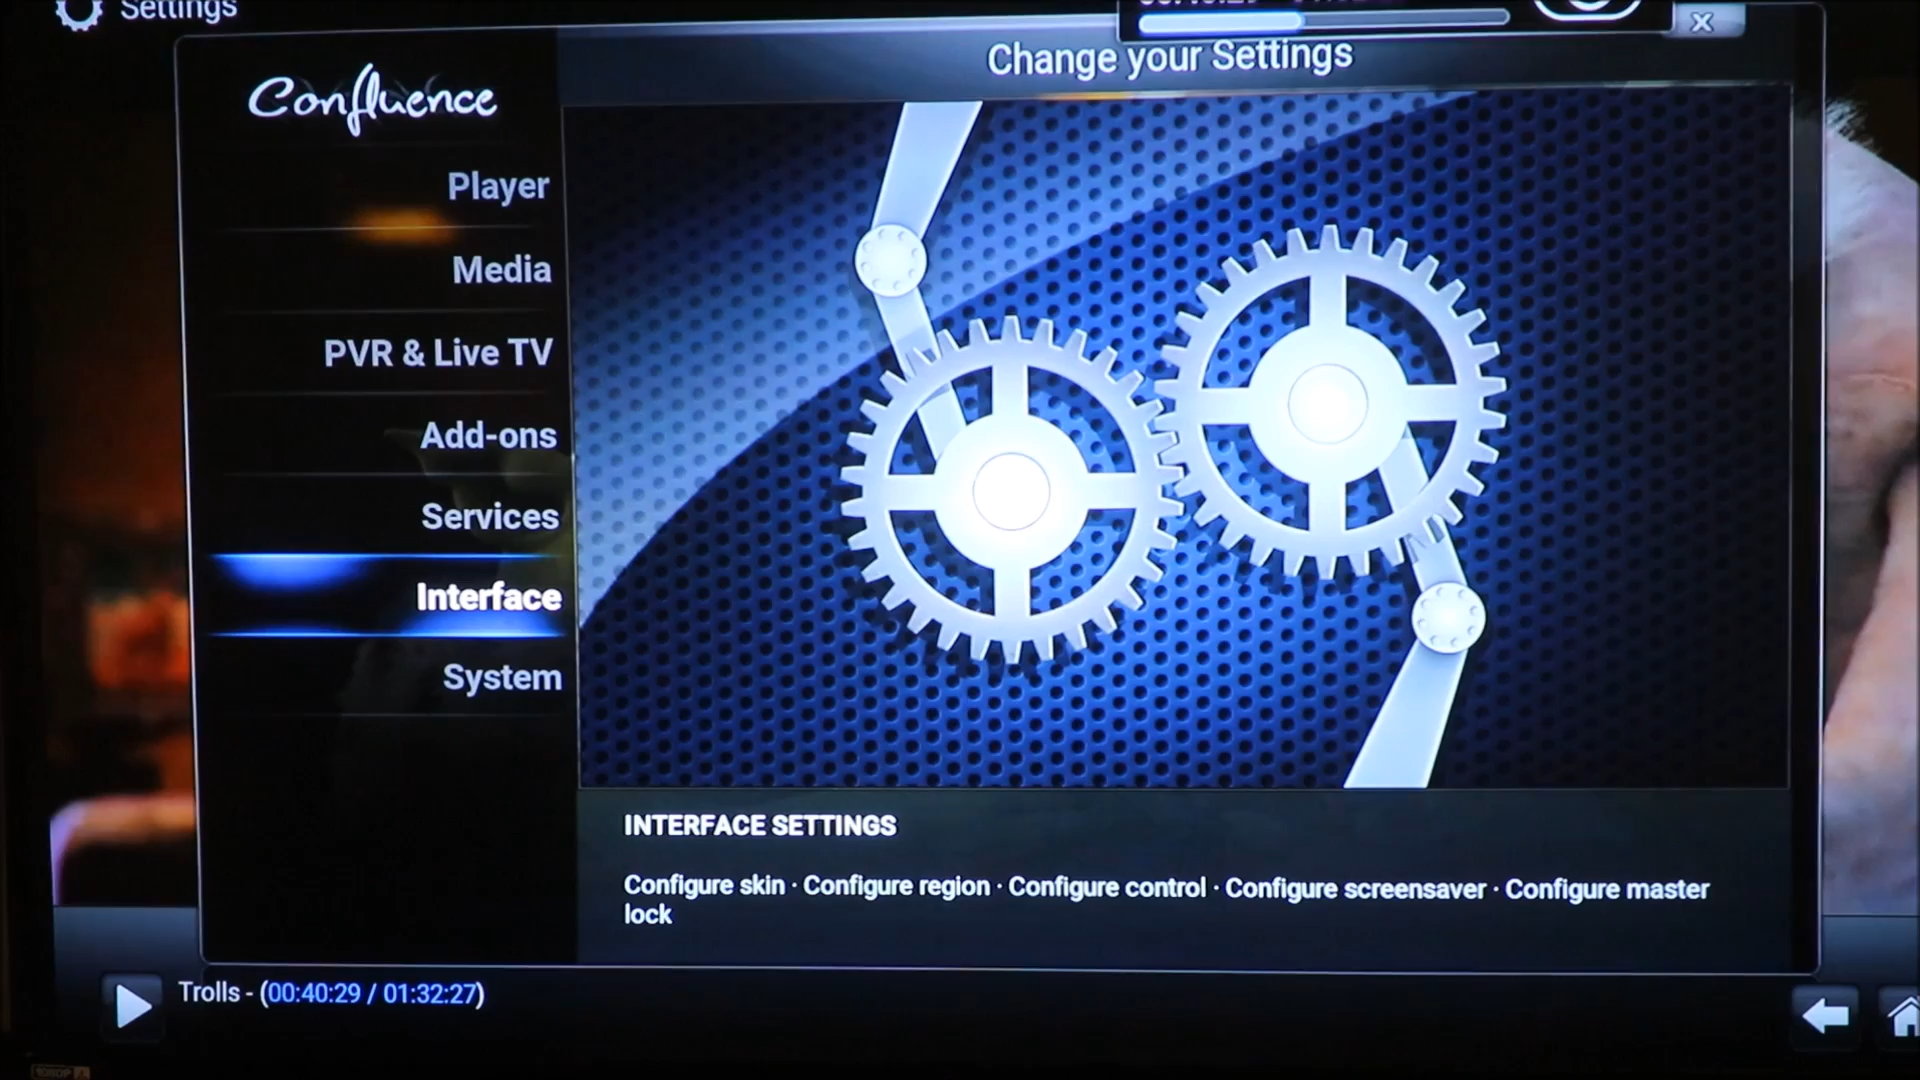 Settings
Change your Settings
Confluence
Player
Media
PVR & Live TV
Add-ons
Services
Interface
System
INTERFACE SETTINGS
Configure skin · Configure region · Configure control · Configure screensaver · Configure master
lock
Trolls - (00:40:29 / 01:32:27)
1080P